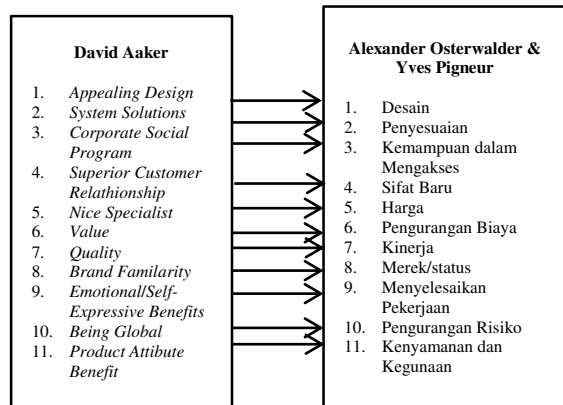 David Aaker
1. Appealing Design
2. System Solutions
3. Corporate Social
Program
4. Superior Customer
Relathionship
5. Nice Specialist
6. Value
7. Quality
8. Brand Familarity
9. Emotional/Self-
Expressive Benefits
10. Being Global
11. Product Attibute
Benefit
Alexander Osterwalder &
Yves Pigneur
1. Desain
2. Penyesuaian
3. Kemampuan dalam
Mengakses
4. Sifat Baru
5. Harga
6. Pengurangan Biaya
7. Kinerja
8. Merek/status
9. Menyelesaikan
Pekerjaan
10. Pengurangan Risiko
11. Kenyamanan dan
Kegunaan